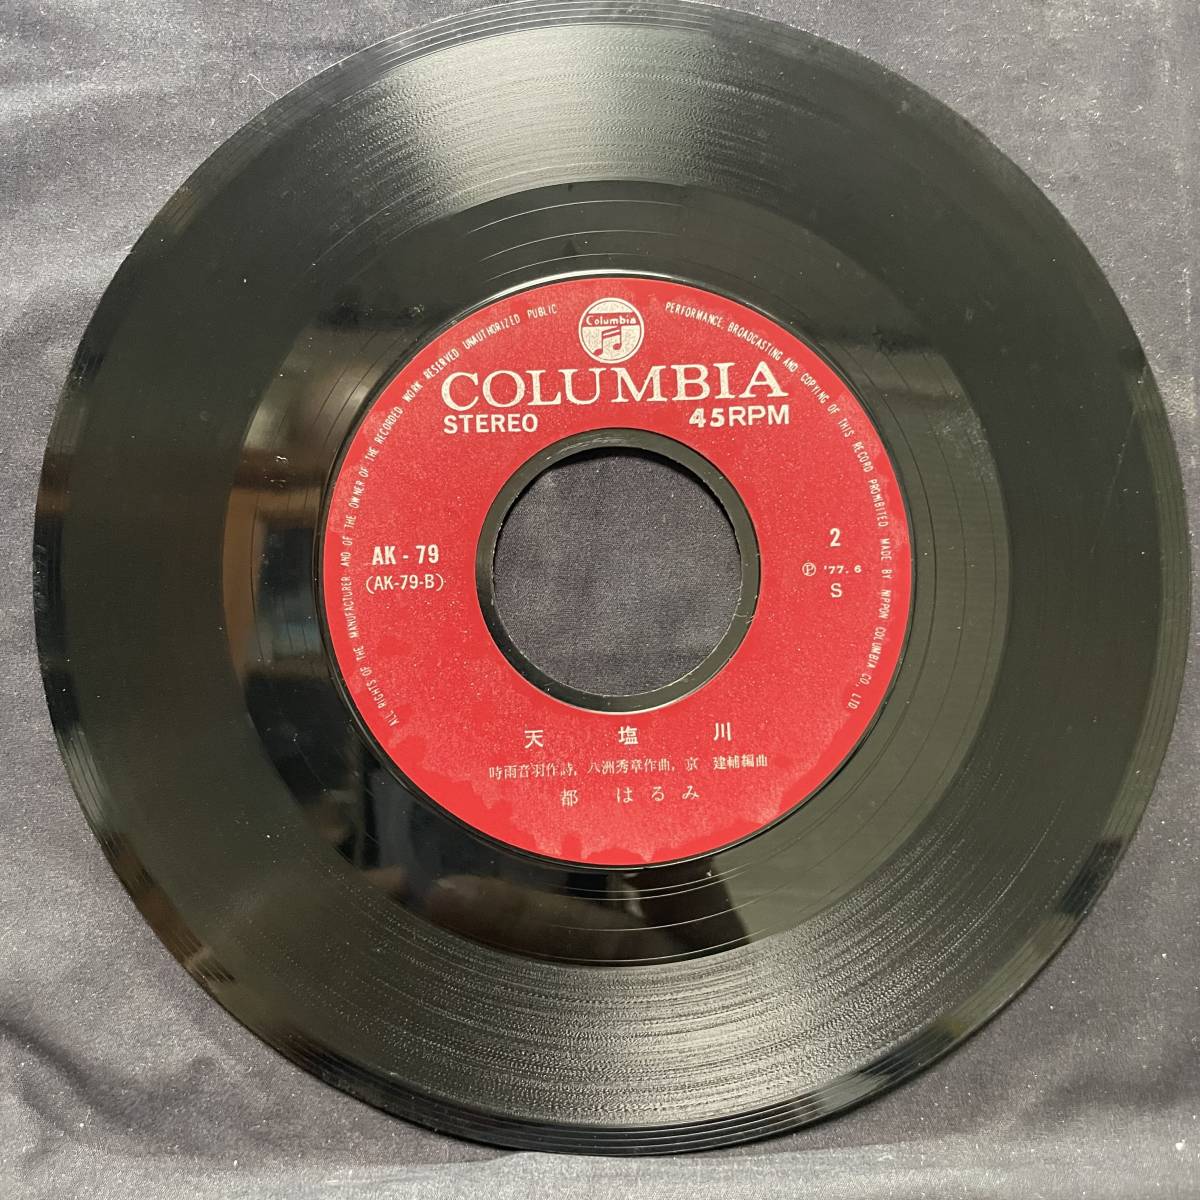 Columbia
COLUMBIA
STEREO 45RPM
AK - 79
(AK-79-B)
2
Ⓟ '77.6
S
天塩川
時雨音羽作詩, 八洲秀章作曲, 京 建輔編曲
都 はるみ
ALL RIGHTS OF THE MANUFACTURER AND OF THE OWNER OF THE RECORDED WORK RESERVED UNAUTHORIZED PUBLIC PERFORMANCE, BROADCASTING AND COPYING OF THIS RECORD PROHIBITED MADE BY NIPPON COLUMBIA CO., LTD.